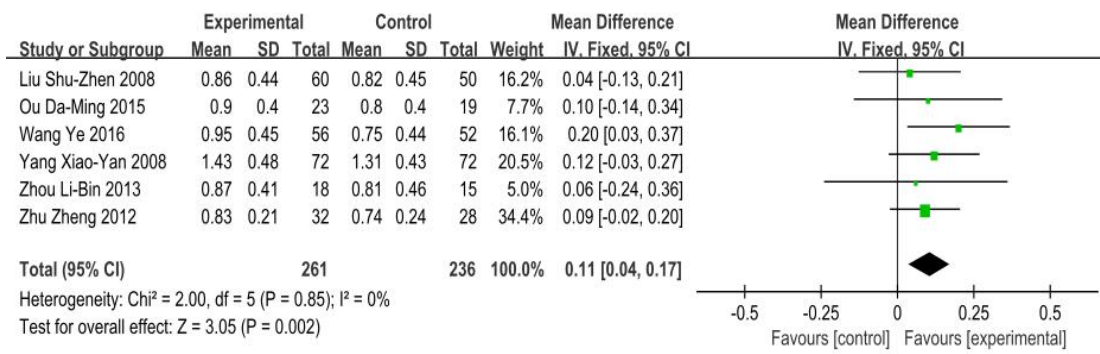 Experimental Control Mean Difference Mean Difference
Study or Subgroup Mean SD Total Mean SD Total Weight IV, Fixed, 95% CI IV, Fixed, 95% CI
Liu Shu-Zhen 2008 0.86 0.44 60 0.82 0.45 50 16.2% 0.04 [-0.13, 0.21]
Ou Da-Ming 2015 0.9 0.4 23 0.8 0.4 19 7.7% 0.10 [-0.14, 0.34]
Wang Ye 2016 0.95 0.45 56 0.75 0.44 52 16.1% 0.20 [0.03, 0.37]
Yang Xiao-Yan 2008 1.43 0.48 72 1.31 0.43 72 20.5% 0.12 [-0.03, 0.27]
Zhou Li-Bin 2013 0.87 0.41 18 0.81 0.46 15 5.0% 0.06 [-0.24, 0.36]
Zhu Zheng 2012 0.83 0.21 32 0.74 0.24 28 34.4% 0.09 [-0.02, 0.20]
Total (95% CI) 261 236 100.0% 0.11 [0.04, 0.17]
Heterogeneity: Chi² = 2.00, df = 5 (P = 0.85); I² = 0%
Test for overall effect: Z = 3.05 (P = 0.002)
-0.5 -0.25 0 0.25 0.5
Favours [control] Favours [experimental]